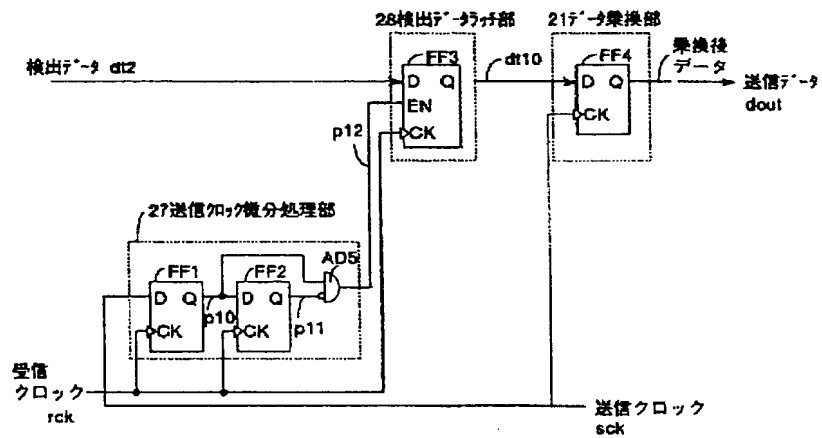 28検出データラッチ部
21データ乗換部
検出データ dt2
FF3
D Q
EN
CK
dt10
FF4
D Q
CK
乗換後
データ
送信データ
dout
p12
27送信クロック微分処理部
FF1
D Q
CK
p10
FF2
D Q
CK
p11
AD5
受信
クロック
rck
送信クロック
sck